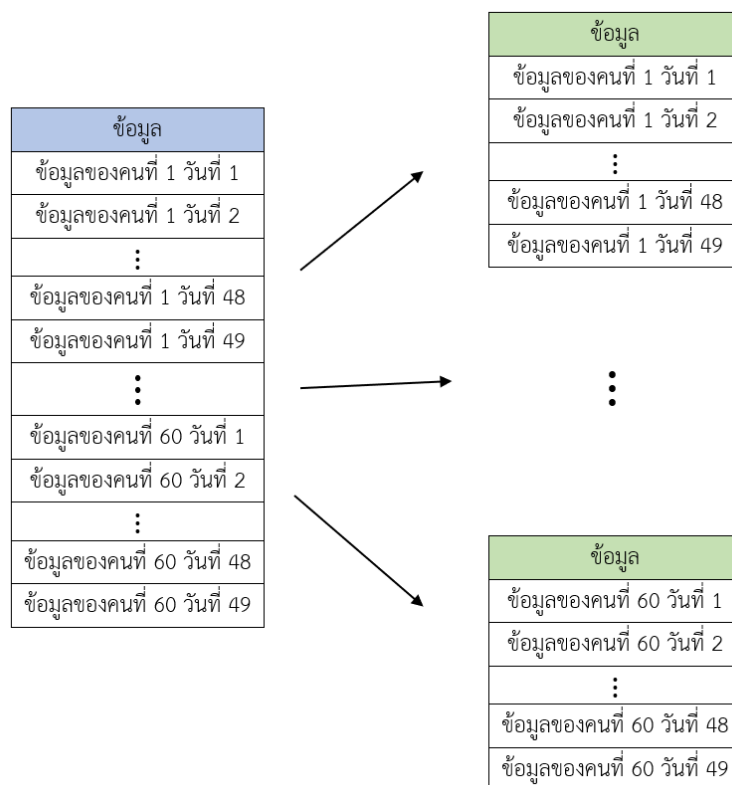 ข้อมูล
ข้อมูลของคนที่ 1 วันที่ 1
ข้อมูลของคนที่ 1 วันที่ 2
ข้อมูลของคนที่ 1 วันที่ 48
ข้อมูลของคนที่ 1 วันที่ 49
ข้อมูลของคนที่ 60 วันที่ 1
ข้อมูลของคนที่ 60 วันที่ 2
ข้อมูลของคนที่ 60 วันที่ 48
ข้อมูลของคนที่ 60 วันที่ 49
ข้อมูล
ข้อมูลของคนที่ 1 วันที่ 1
ข้อมูลของคนที่ 1 วันที่ 2
ข้อมูลของคนที่ 1 วันที่ 48
ข้อมูลของคนที่ 1 วันที่ 49
ข้อมูล
ข้อมูลของคนที่ 60 วันที่ 1
ข้อมูลของคนที่ 60 วันที่ 2
ข้อมูลของคนที่ 60 วันที่ 48
ข้อมูลของคนที่ 60 วันที่ 49